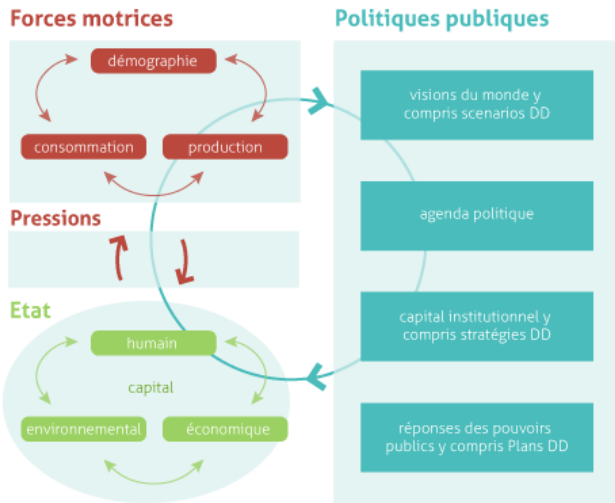 Forces motrices
démographie
consommation
production
Pressions
Etat
humain
capital
environnemental
économique
Politiques publiques
visions du monde y
compris scenarios DD
agenda politique
capital institutionnel y
compris stratégies DD
réponses des pouvoirs
publics y compris Plans DD